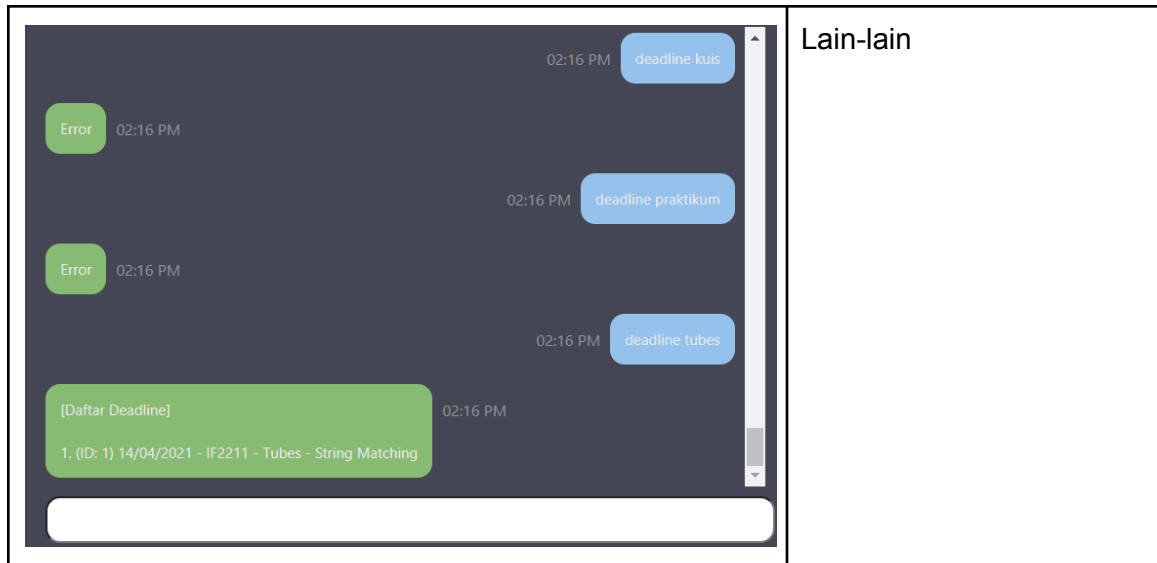 02:16 PM deadline kuis
Error 02:16 PM
02:16 PM deadline praktikum
Error 02:16 PM
02:16 PM deadline tubes
[Daftar Deadline] 02:16 PM
1. (ID: 1) 14/04/2021 - IF2211 - Tubes - String Matching
Lain-lain